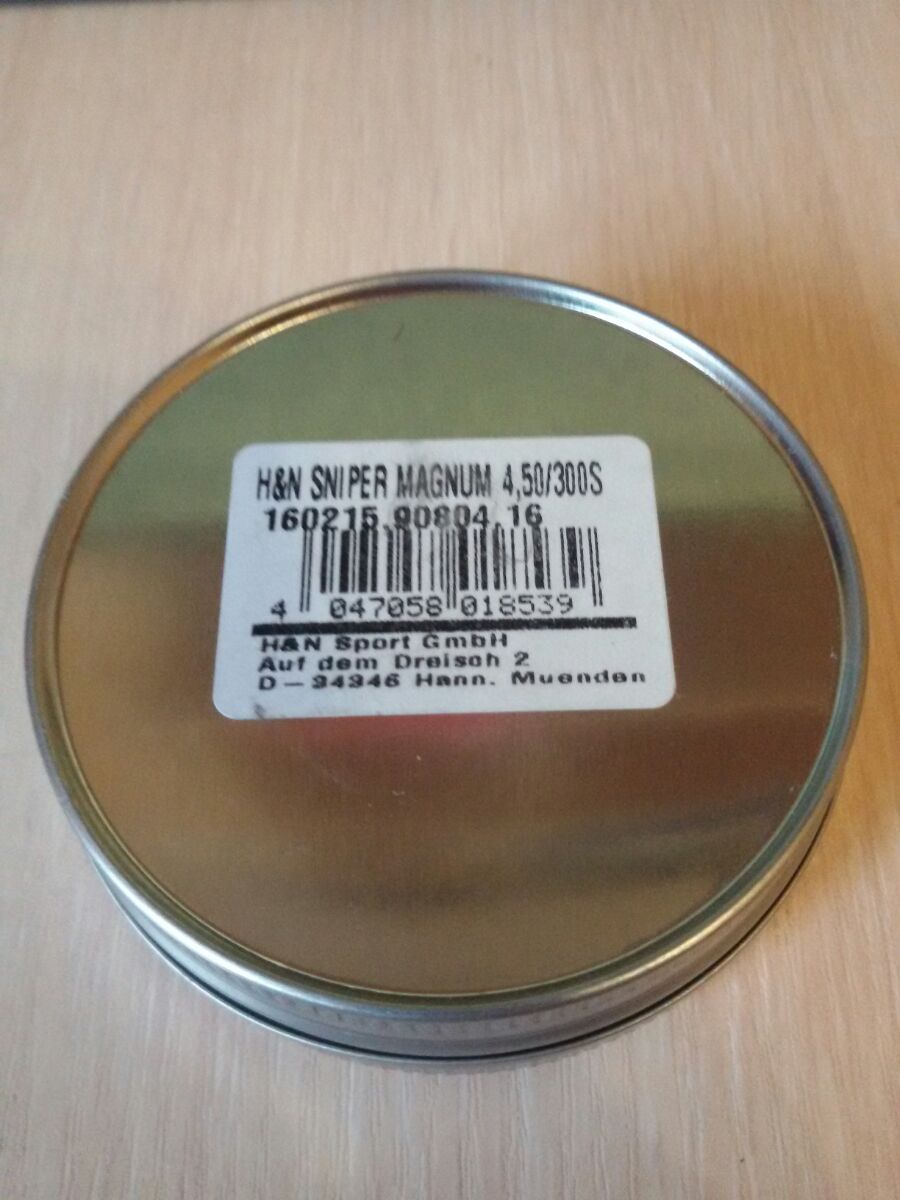 H&N SNIPER MAGNUM 4,50/300S
160215.90804.16
4 047058 018539
H&N Sport GmbH
Auf dem Dreisch 2
D-34346 Hann. Muenden